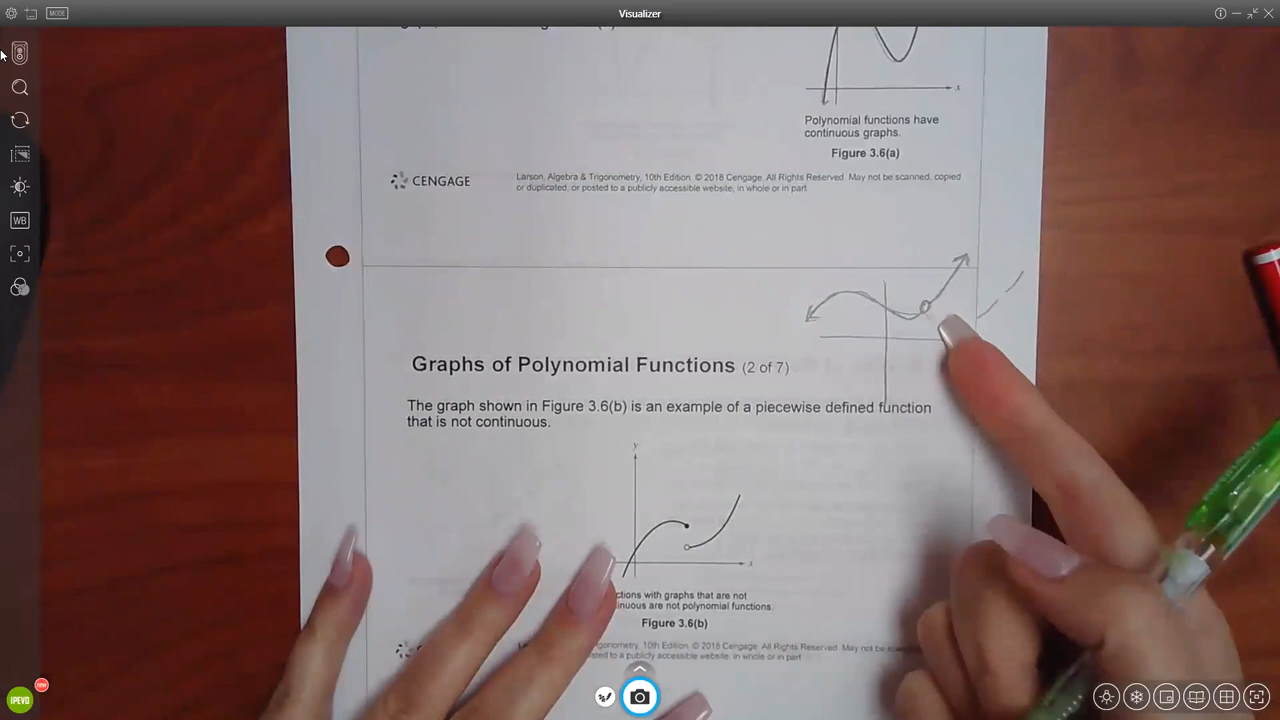 MODE
Visualizer
x
Polynomial functions have
continuous graphs.
Figure 3.6(a)
CENGAGE
Larson, Algebra & Trigonometry, 10th Edition. © 2018 Cengage. All Rights Reserved. May not be scanned, copied
or duplicated, or posted to a publicly accessible website, in whole or in part.
WB
Graphs of Polynomial Functions (2 of 7)
The graph shown in Figure 3.6(b) is an example of a piecewise defined function
that is not continuous.
y
x
with graphs that are not
are not polynomial functions.
Figure 3.6(b)
10th Edition. © 2018 Cengage. All Rights Reserved. May not be
to a publicly accessible website, in whole or in part.
new
IPEVO